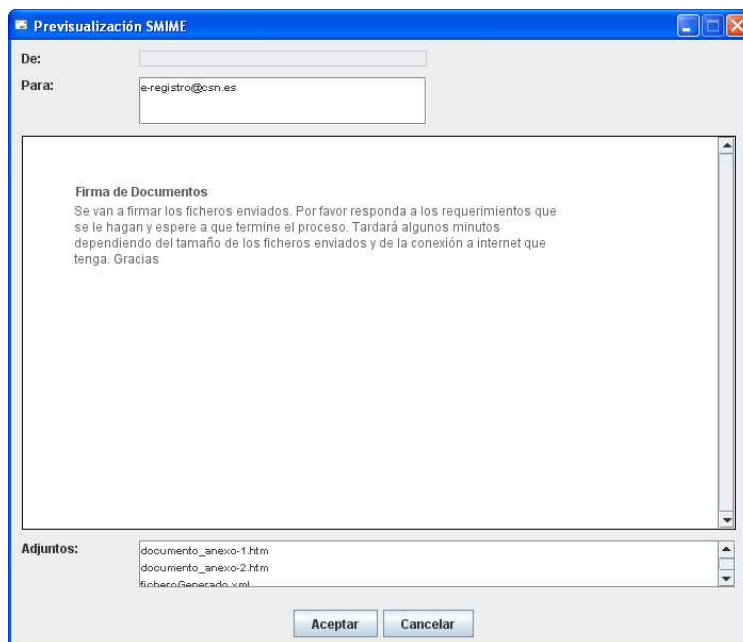 Previsualización SMIME
De:
Para:
e-registro@csn.es
Firma de Documentos
Se van a firmar los ficheros enviados. Por favor responda a los requerimientos que
se le hagan y espere a que termine el proceso. Tardará algunos minutos
dependiendo del tamaño de los ficheros enviados y de la conexión a internet que
tenga. Gracias
Adjuntos:
documento_anexo-1.htm
documento_anexo-2.htm
ficheroGenerado.xml
Aceptar
Cancelar